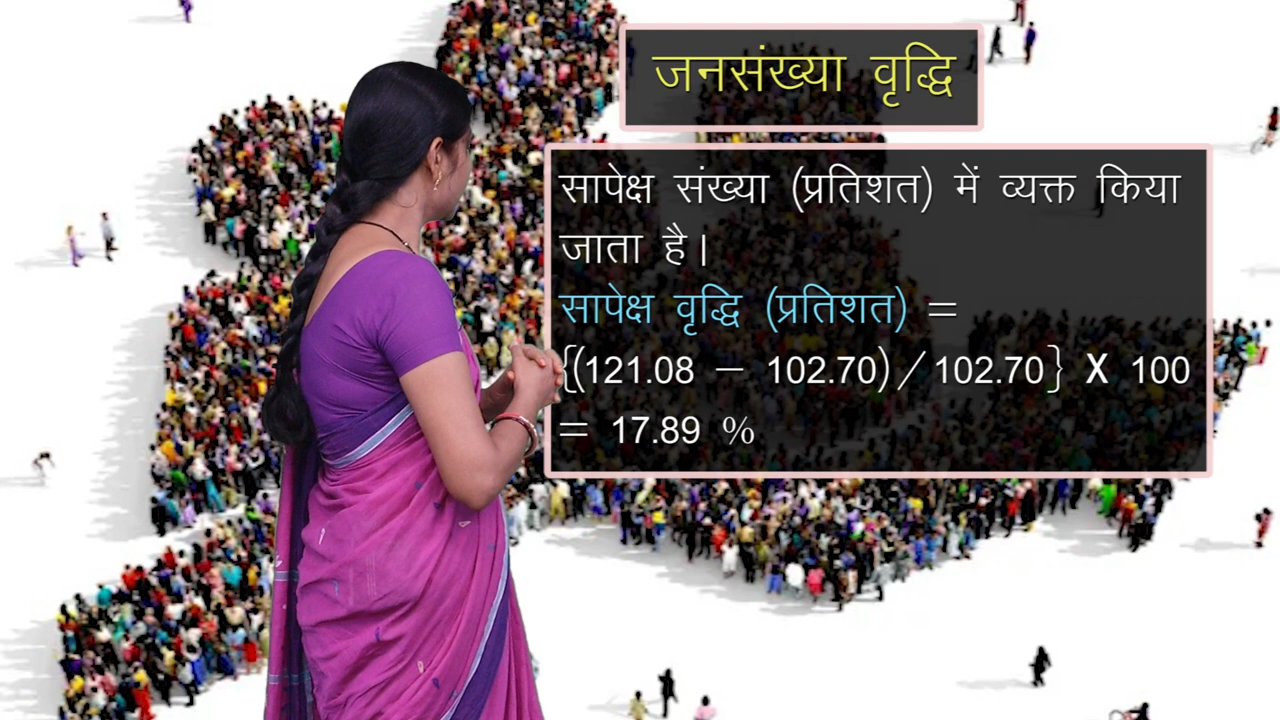 जनसंख्या वृद्धि
सापेक्ष संख्या (प्रतिशत) में व्यक्त किया
जाता है।
सापेक्ष वृद्धि (प्रतिशत) =
{(121.08 – 102.70)/102.70} X 100
= 17.89 %